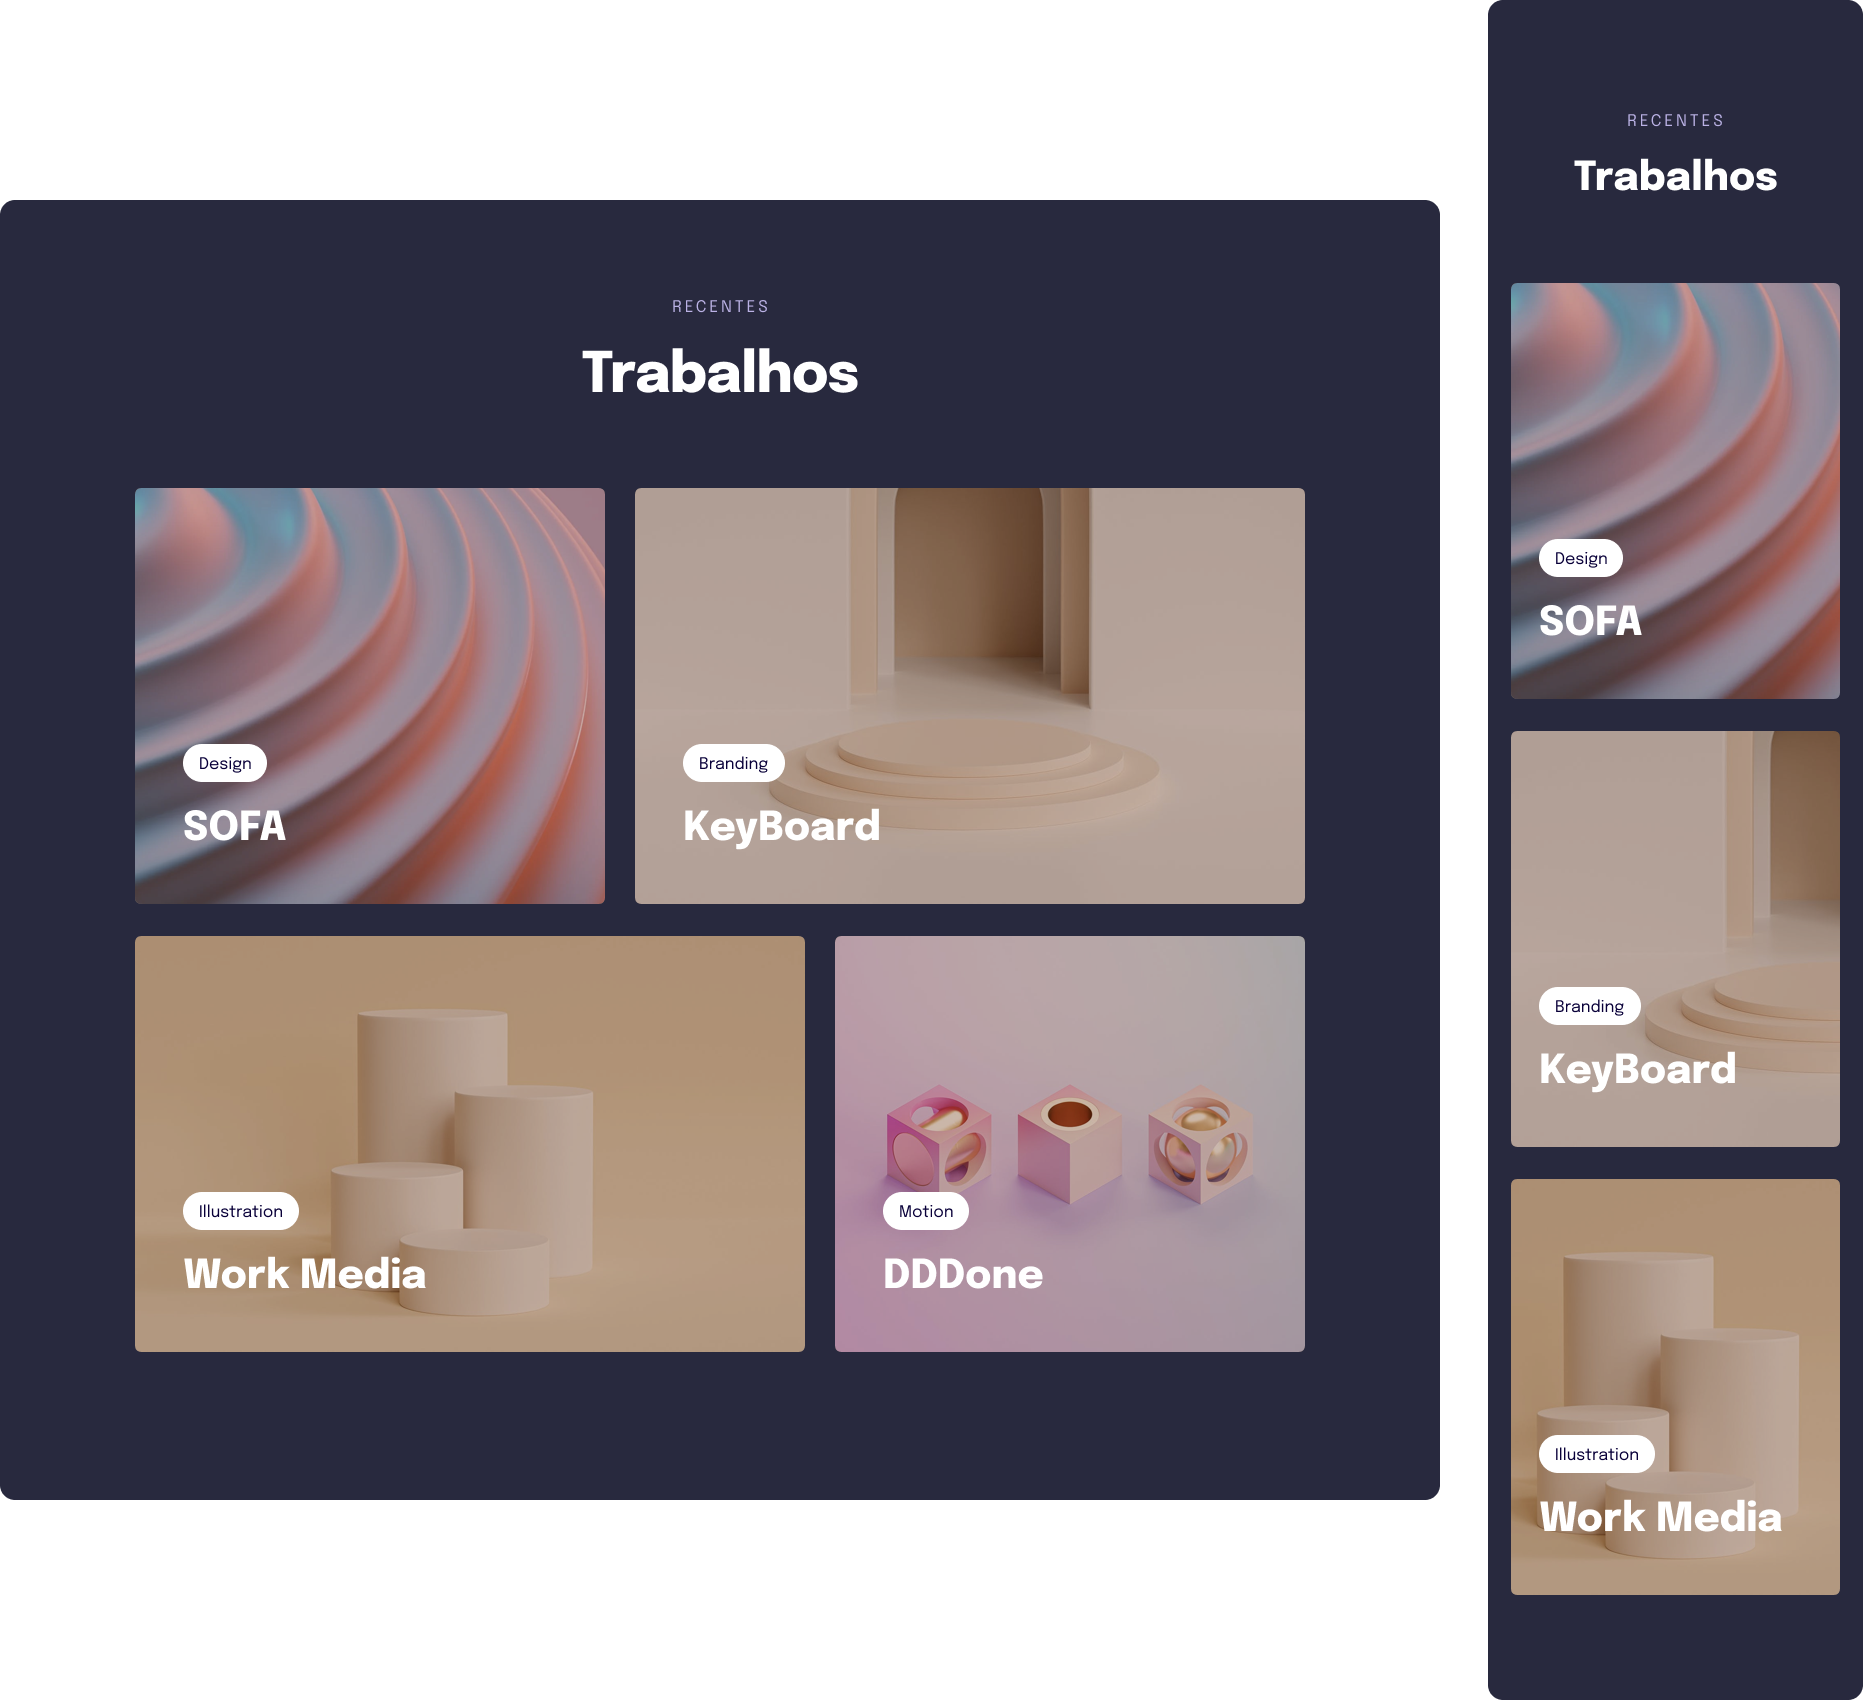 RECENTES
Trabalhos
Design
SOFA
Branding
KeyBoard
Illustration
Work Media
Motion
DDDone
RECENTES
Trabalhos
Design
SOFA
Branding
KeyBoard
Illustration
Work Media